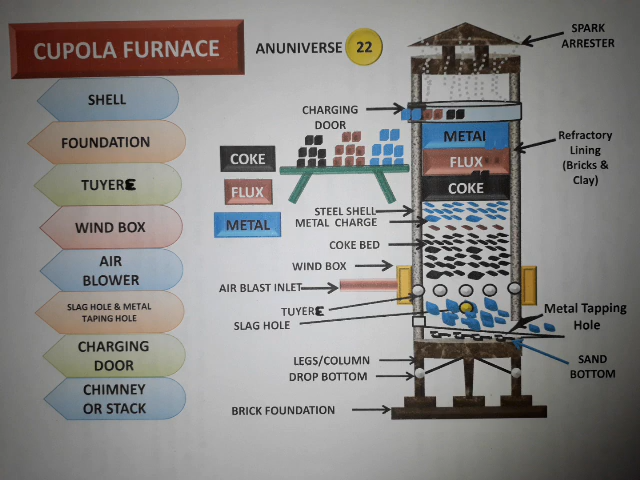 CUPOLA FURNACE
ANUNIVERSE 22
SPARK
ARRESTER
SHELL
FOUNDATION
TUYERE
WIND BOX
AIR
BLOWER
SLAG HOLE & METAL
TAPING HOLE
CHARGING
DOOR
CHIMNEY
OR STACK
CHARGING
DOOR
COKE
FLUX
METAL
METAL
FLUX
COKE
Refractory
Lining
(Bricks &
Clay)
STEEL SHELL
METAL CHARGE
COKE BED
WIND BOX
AIR BLAST INLET
TUYERE
SLAG HOLE
Metal Tapping
Hole
LEGS/COLUMN
DROP BOTTOM
SAND
BOTTOM
BRICK FOUNDATION